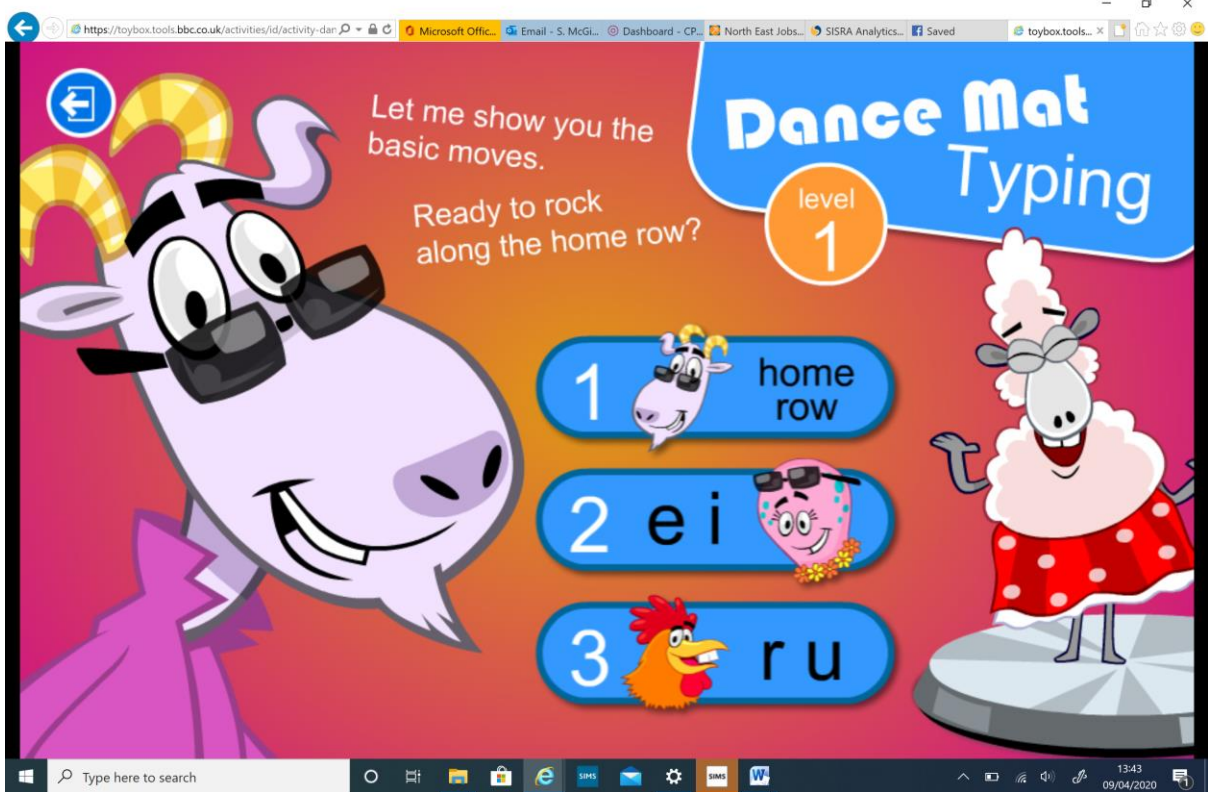 https://toybox.tools.bbc.co.uk/activities/id/activity-dan
Microsoft Offic...
Email - S. McGi...
Dashboard - CP...
North East Jobs...
SISRA Analytics...
Saved
toybox.tools...
Let me show you the
basic moves.
Ready to rock
along the home row?
Dance Mat
Typing
level
1
1 home
row
2 e i
3 r u
Type here to search
SIMS
SIMS
W
13:43
09/04/2020
1